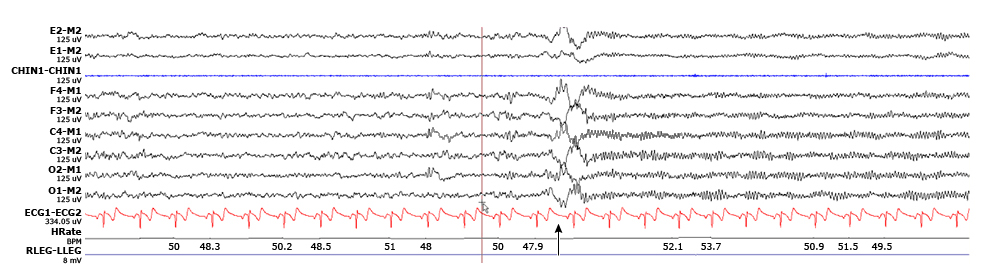 E2-M2
125 uV
E1-M2
125 uV
CHIN1-CHIN1
125 uV
F4-M1
125 uV
F3-M2
125 uV
C4-M1
125 uV
C3-M2
125 uV
O2-M1
125 uV
O1-M2
125 uV
ECG1-ECG2
334.05 uV
HRate
BPM
50 48.3 50.2 48.5 51 48 50 47.9 52.1 53.7 50.9 51.5 49.5
RLEG-LLEG
8 mV